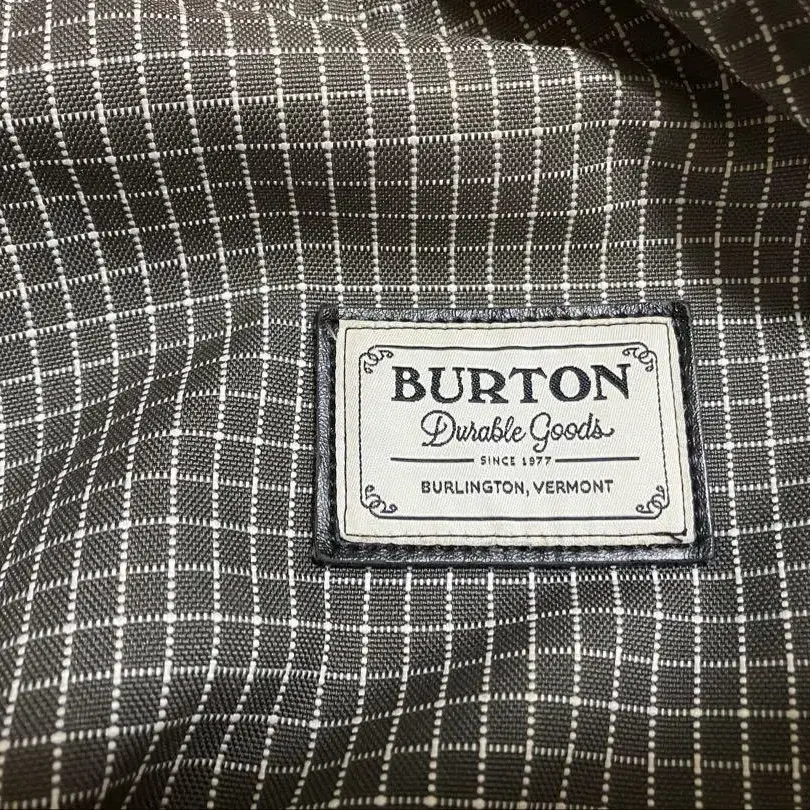 BURTON
Durable Goods
SINCE 1977
BURLINGTON, VERMONT